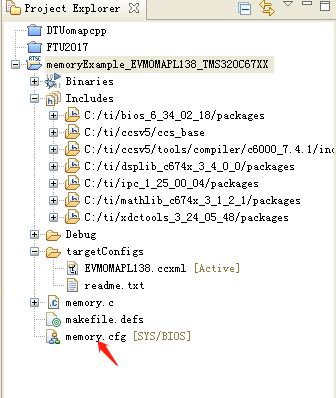 Project Explorer
DTUomapcpp
FTU2017
RTSC memoryExample_EVMOMAPL138_TMS320C67XX
Binaries
Includes
C:/ti/bios_6_34_02_18/packages
C:/ti/ccsv5/ccs_base
C:/ti/ccsv5/tools/compiler/c6000_7.4.1/inc
C:/ti/dsplib_c674x_3_4_0_0/packages
C:/ti/ipc_1_25_00_04/packages
C:/ti/mathlib_c674x_3_1_2_1/packages
C:/ti/xdctools_3_24_05_48/packages
Debug
targetConfigs
EVMOMAPL138.ccxml [Active]
readme.txt
memory.c
makefile.defs
memory.cfg [SYS/BIOS]